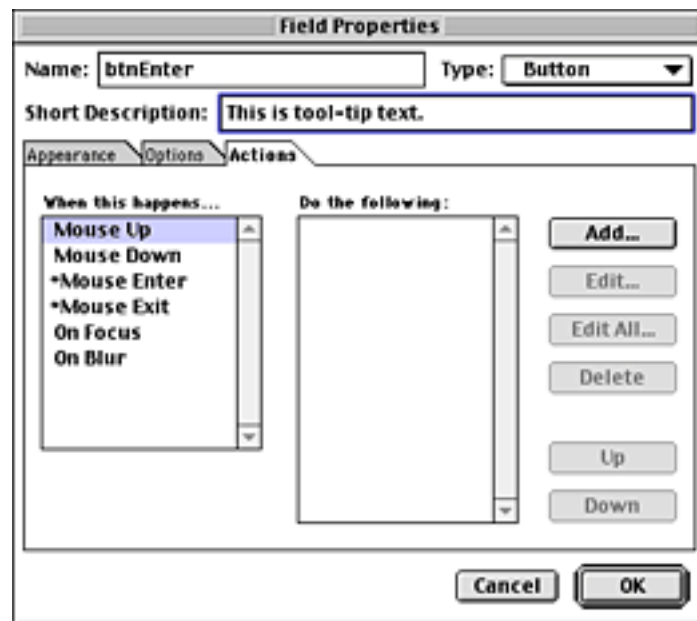 Field Properties
Name: btnEnter Type: Button
Short Description: This is tool-tip text.
Appearance Options Actions
When this happens... Do the following:
Mouse Up
Mouse Down
•Mouse Enter
•Mouse Exit
On Focus
On Blur
Add...
Edit...
Edit All...
Delete
Up
Down
Cancel OK